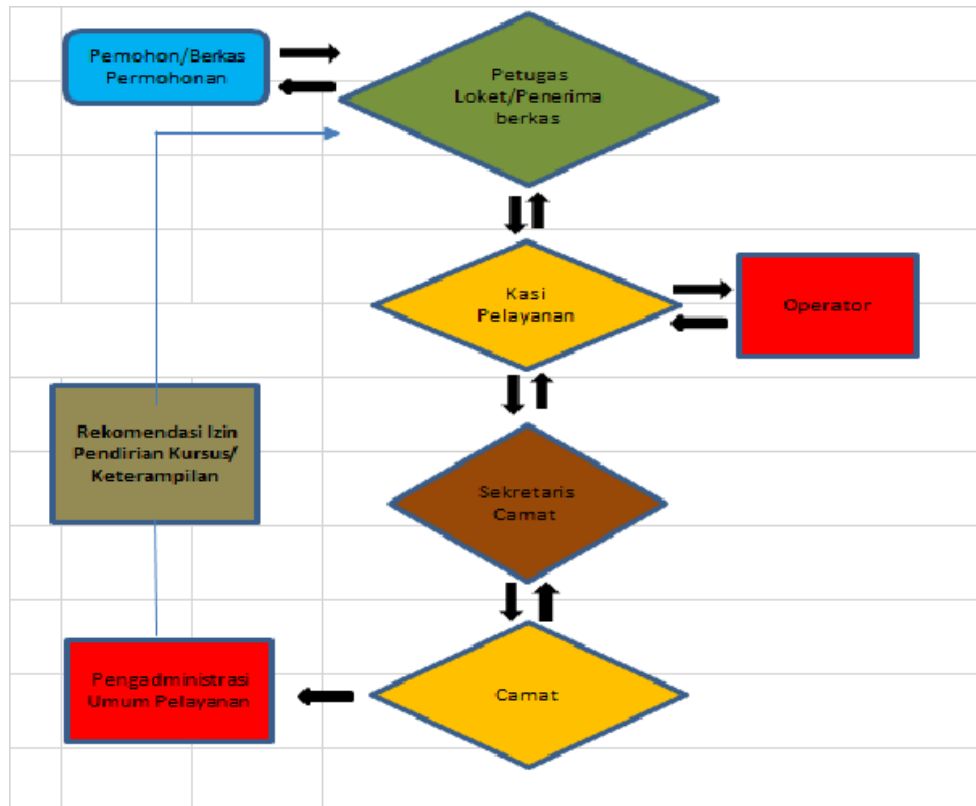 Pemohon/Berkas
Permohonan
Petugas
Loket/Penerima
berkas
Kasi
Pelayanan
Operator
Rekomendasi Izin
Pendirian Kursus/
Keterampilan
Sekretaris
Camat
Pengadministrasi
Umum Pelayanan
Camat